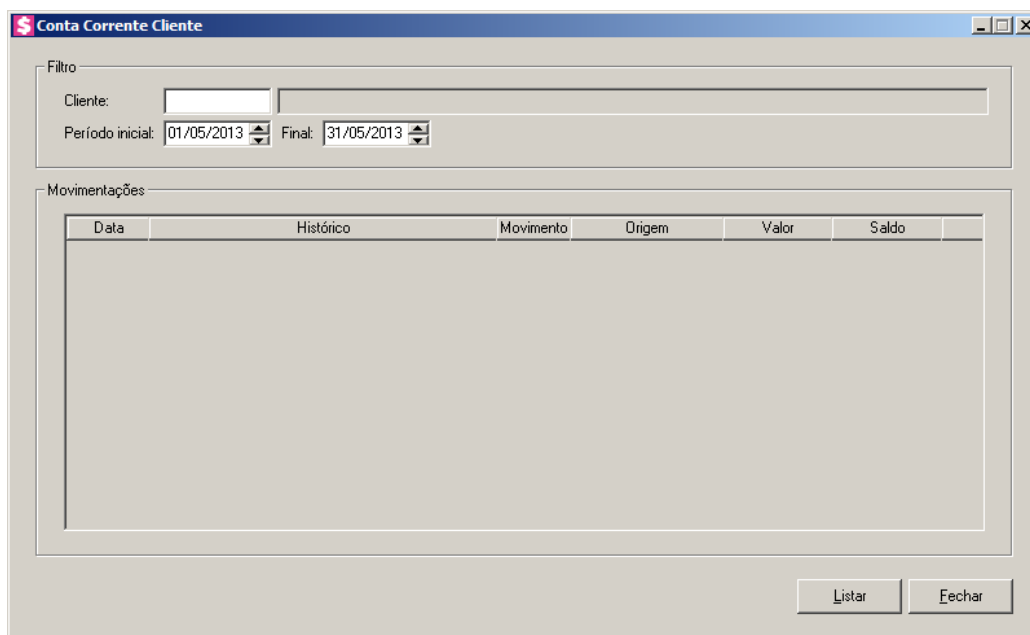 Conta Corrente Cliente
Filtro
Cliente:
Período inicial: 01/05/2013 Final: 31/05/2013
Movimentações
Data Histórico Movimento Origem Valor Saldo
Listar Fechar